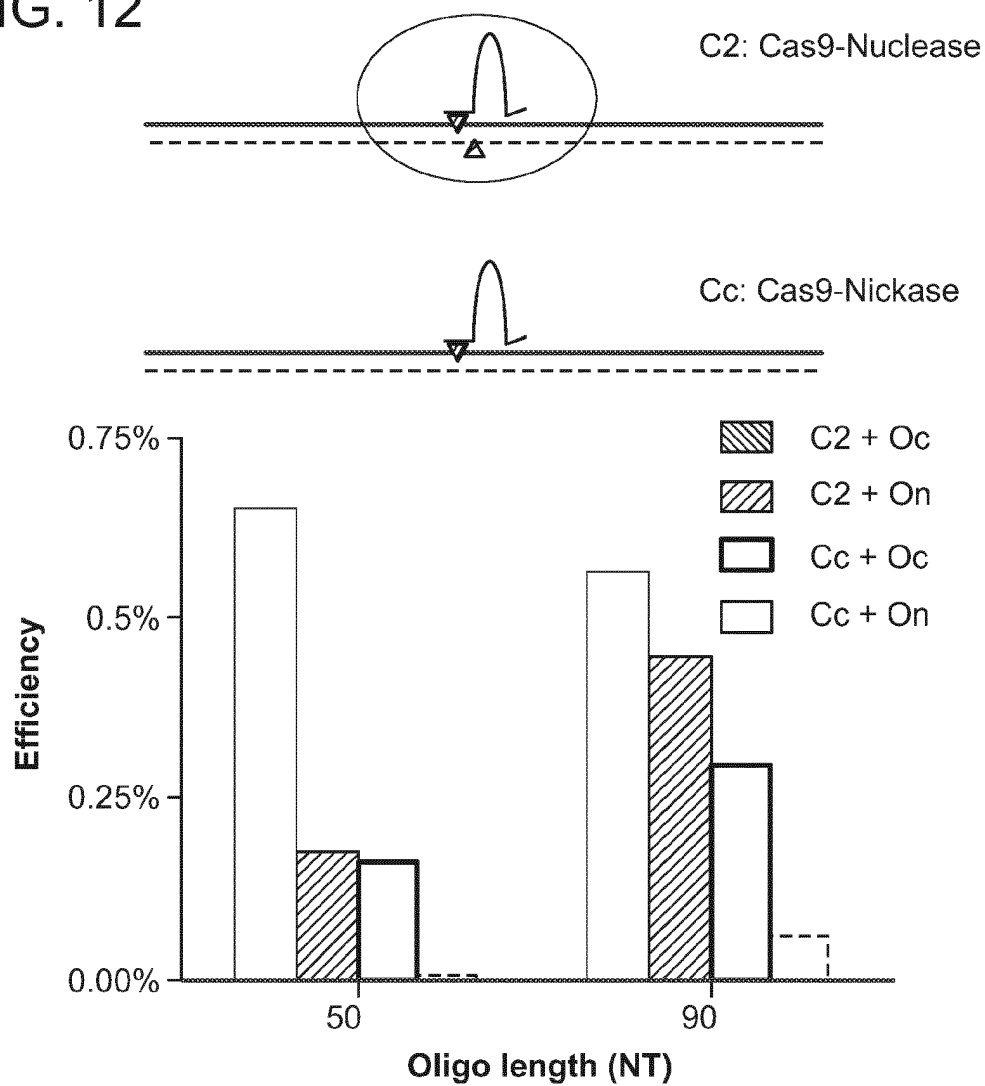 IG. 12
C2: Cas9-Nuclease
Cc: Cas9-Nickase
0.75%
0.5%
0.25%
0.00%
Efficiency
C2 + Oc
C2 + On
Cc + Oc
Cc + On
50
90
Oligo length (NT)